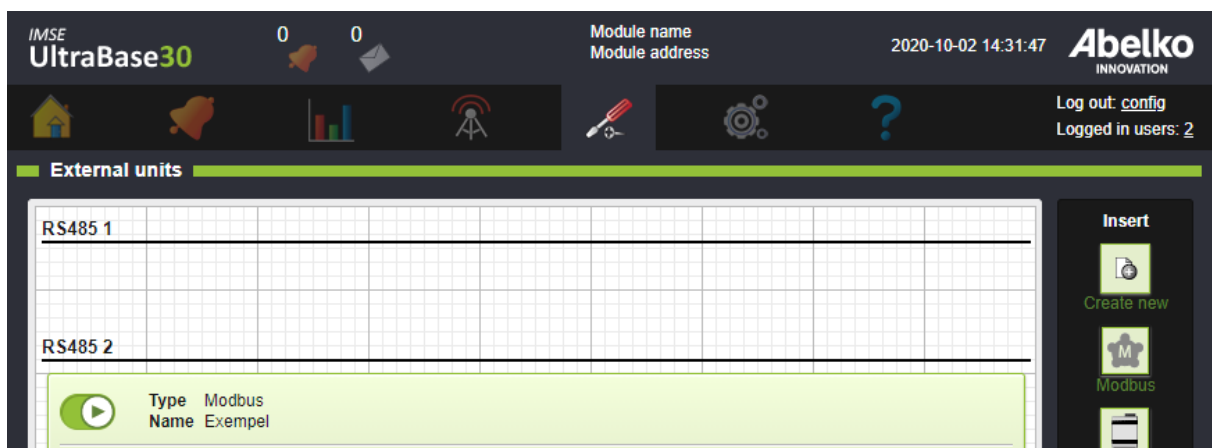 IMSE
UltraBase30
0
0
Module name
Module address
2020-10-02 14:31:47
Abelko
INNOVATION
Log out: config
Logged in users: 2
External units
RS485 1
RS485 2
Type Modbus
Name Exempel
Insert
Create new
M
Modbus